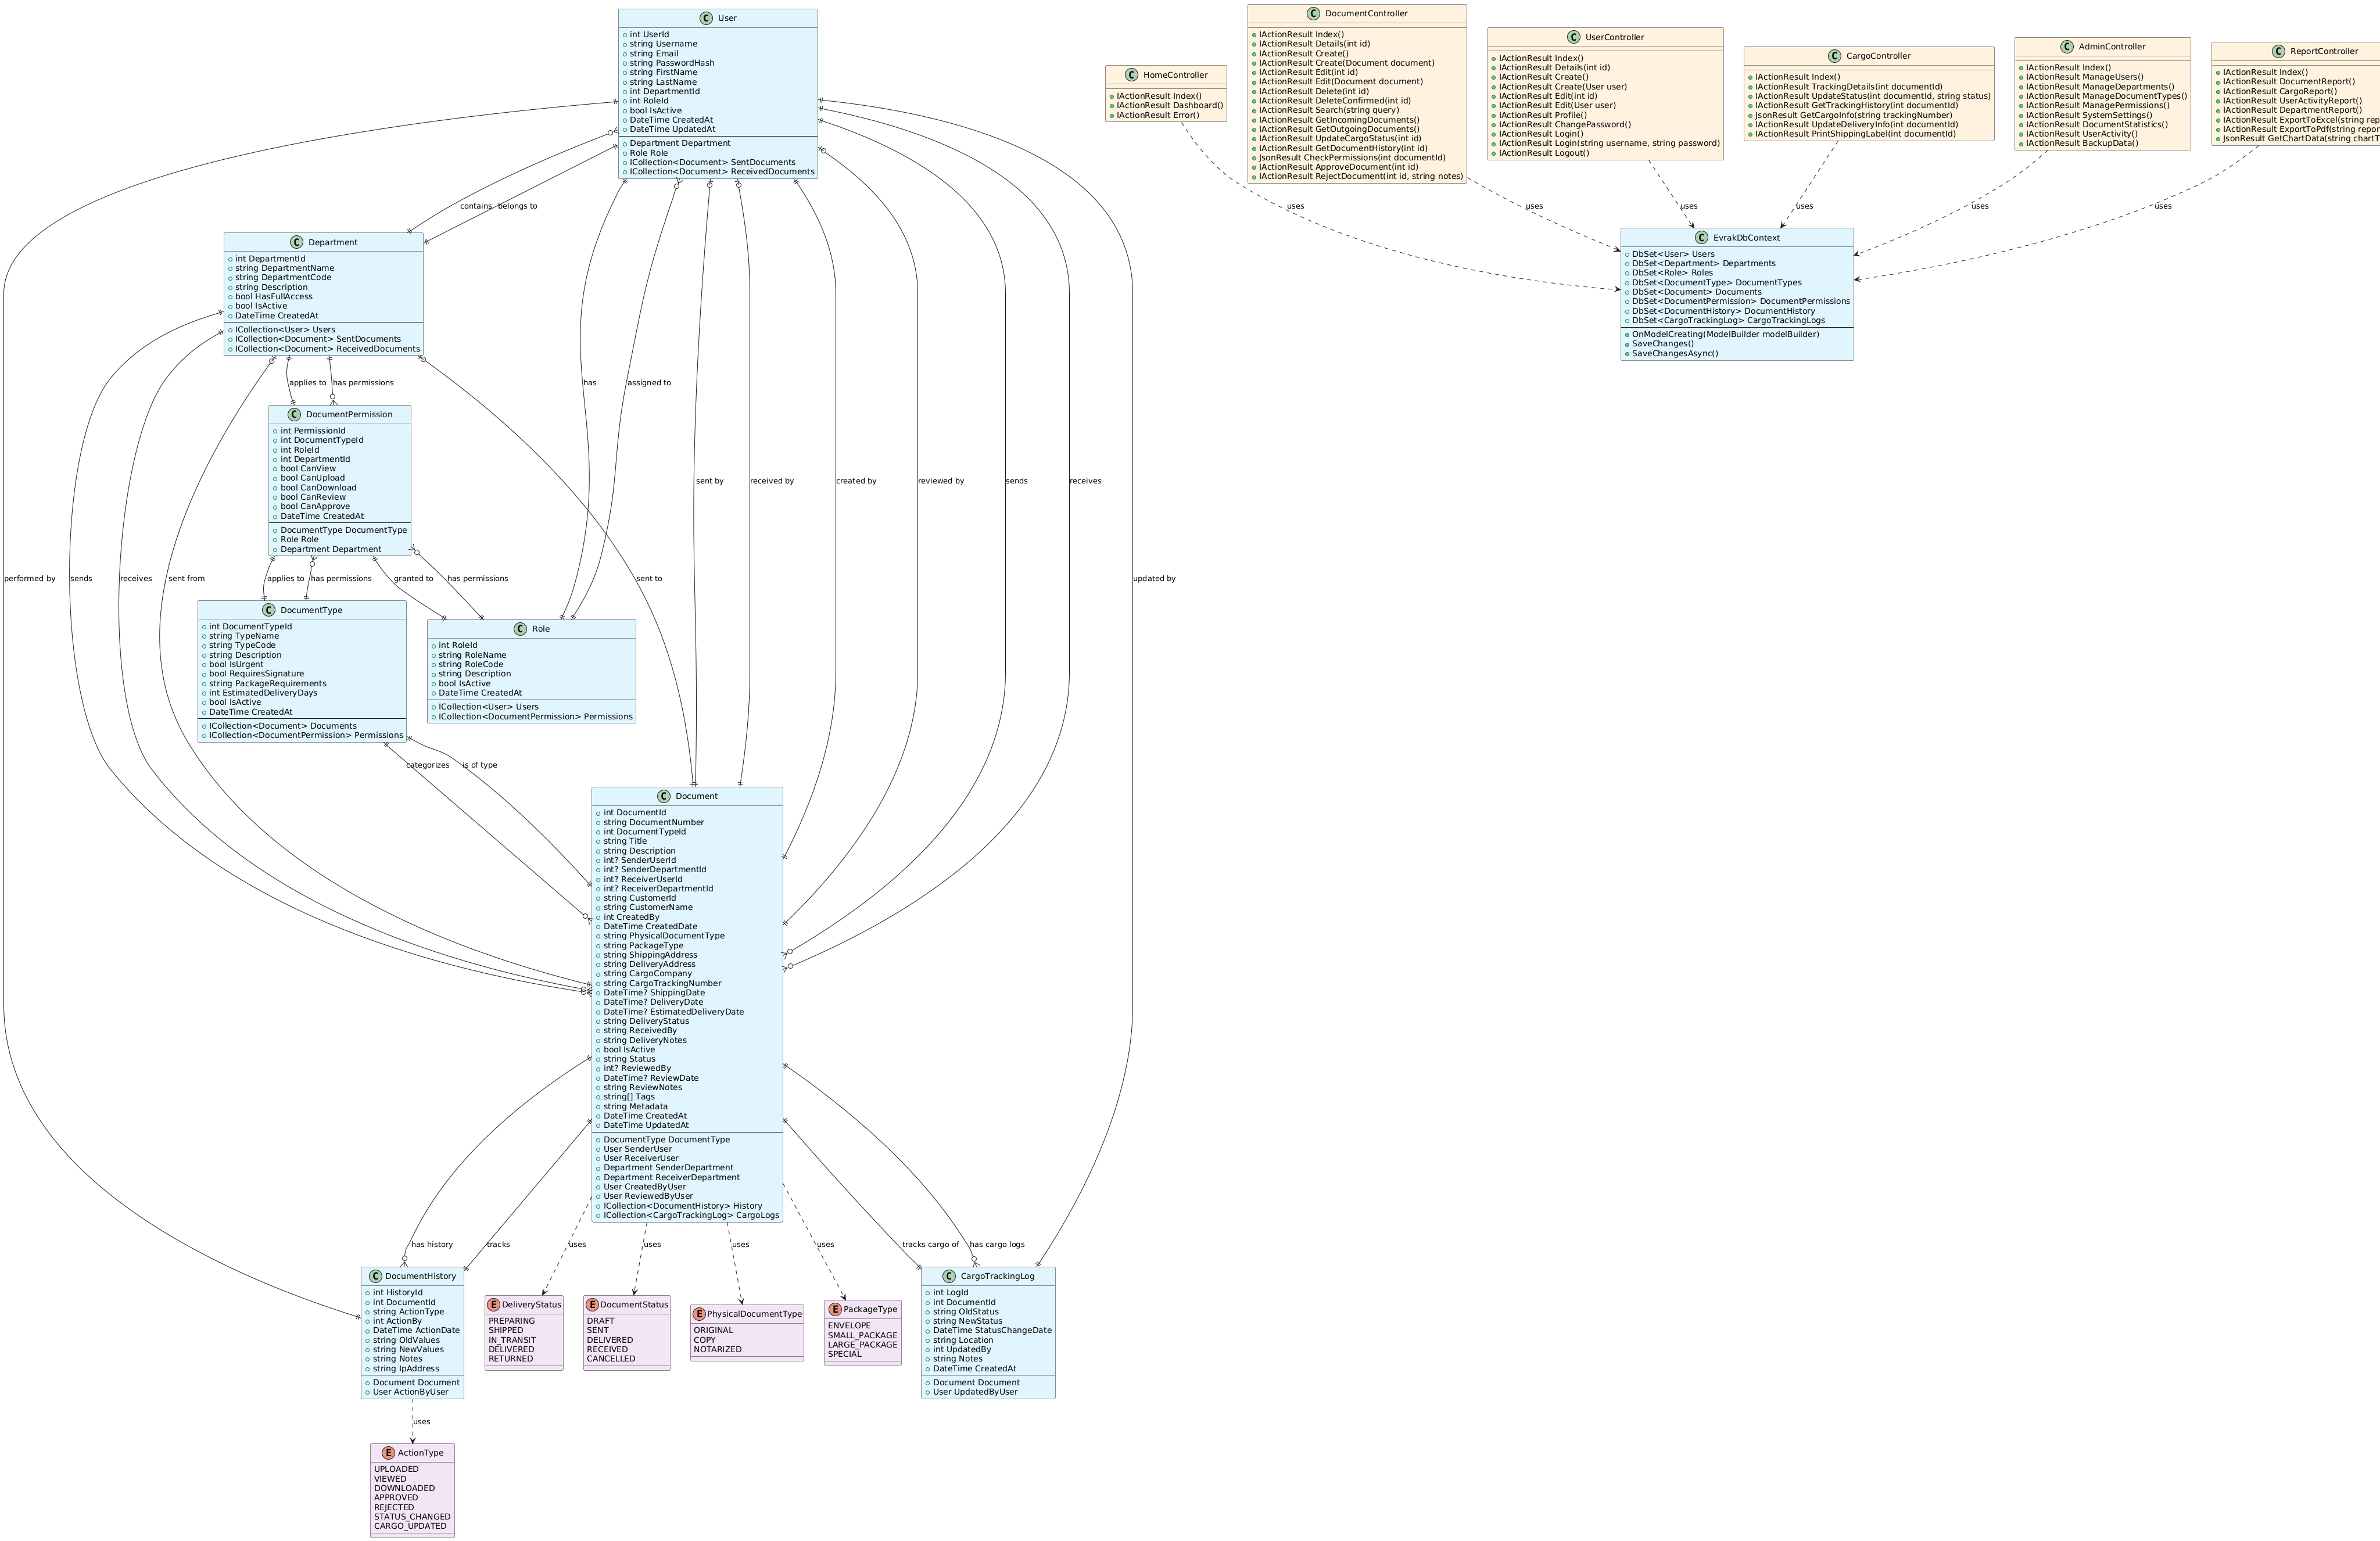 User
int UserId
string Username
string Email
string PasswordHash
string FirstName
string LastName
int DepartmentId
int RoleId
bool IsActive
DateTime CreatedAt
DateTime UpdatedAt
Department Department
Role Role
ICollection<Document> SentDocuments
ICollection<Document> ReceivedDocuments
HomeController
IActionResult Index()
IActionResult Dashboard()
IActionResult Error()
DocumentController
IActionResult Index()
IActionResult Details(int id)
IActionResult Create()
IActionResult Create(Document document)
IActionResult Edit(int id)
IActionResult Edit(Document document)
IActionResult Delete(int id)
IActionResult DeleteConfirmed(int id)
IActionResult Search(string query)
IActionResult GetIncomingDocuments()
IActionResult GetOutgoingDocuments()
IActionResult UpdateCargoStatus(int id)
IActionResult GetDocumentHistory(int id)
JsonResult CheckPermissions(int documentId)
IActionResult ApproveDocument(int id)
IActionResult RejectDocument(int id, string notes)
UserController
IActionResult Index()
IActionResult Details(int id)
IActionResult Create()
IActionResult Create(User user)
IActionResult Edit(int id)
IActionResult Edit(User user)
IActionResult Profile()
IActionResult ChangePassword()
IActionResult Login()
IActionResult Login(string username, string password)
IActionResult Logout()
CargoController
IActionResult Index()
IActionResult TrackingDetails(int documentId)
IActionResult UpdateStatus(int documentId, string status)
IActionResult GetTrackingHistory(int documentId)
JsonResult GetCargoInfo(string trackingNumber)
IActionResult UpdateDeliveryInfo(int documentId)
IActionResult PrintShippingLabel(int documentId)
AdminController
IActionResult Index()
IActionResult ManageUsers()
IActionResult ManageDepartments()
IActionResult ManageDocumentTypes()
IActionResult ManagePermissions()
IActionResult SystemSettings()
IActionResult DocumentStatistics()
IActionResult UserActivity()
IActionResult BackupData()
ReportController
IActionResult Index()
IActionResult DocumentReport()
IActionResult CargoReport()
IActionResult UserActivityReport()
IActionResult DepartmentReport()
IActionResult ExportToExcel(string rep
IActionResult ExportToPdf(string repor
JsonResult GetChartData(string chartT
contains
belongs to
uses
uses
uses
uses
uses
uses
Department
int DepartmentId
string DepartmentName
string DepartmentCode
string Description
bool HasFullAccess
bool IsActive
DateTime CreatedAt
ICollection<User> Users
ICollection<Document> SentDocuments
ICollection<Document> ReceivedDocuments
EvrakDbContext
DbSet<User> Users
DbSet<Department> Departments
DbSet<Role> Roles
DbSet<DocumentType> DocumentTypes
DbSet<Document> Documents
DbSet<DocumentPermission> DocumentPermissions
DbSet<DocumentHistory> DocumentHistory
DbSet<CargoTrackingLog> CargoTrackingLogs
OnModelCreating(ModelBuilder modelBuilder)
SaveChanges()
SaveChangesAsync()
applies to
has permissions
has
assigned to
DocumentPermission
int PermissionId
int DocumentTypeId
int RoleId
int DepartmentId
bool CanView
bool CanUpload
bool CanDownload
bool CanReview
bool CanApprove
DateTime CreatedAt
DocumentType DocumentType
Role Role
Department Department
sent by
received by
created by
reviewed by
sends
receives
performed by
sends
receives
sent from
applies to
has permissions
granted to
has permissions
sent to
updated by
DocumentType
int DocumentTypeId
string TypeName
string TypeCode
string Description
bool IsUrgent
bool RequiresSignature
string PackageRequirements
int EstimatedDeliveryDays
bool IsActive
DateTime CreatedAt
ICollection<Document> Documents
ICollection<DocumentPermission> Permissions
Role
int RoleId
string RoleName
string RoleCode
string Description
bool IsActive
DateTime CreatedAt
ICollection<User> Users
ICollection<DocumentPermission> Permissions
categorizes
is of type
Document
int DocumentId
string DocumentNumber
int DocumentTypeId
string Title
string Description
int? SenderUserId
int? SenderDepartmentId
int? ReceiverUserId
int? ReceiverDepartmentId
string CustomerId
string CustomerName
int CreatedBy
DateTime CreatedDate
string PhysicalDocumentType
string PackageType
string ShippingAddress
string DeliveryAddress
string CargoCompany
string CargoTrackingNumber
DateTime? ShippingDate
DateTime? DeliveryDate
DateTime? EstimatedDeliveryDate
string DeliveryStatus
string ReceivedBy
string DeliveryNotes
bool IsActive
string Status
int? ReviewedBy
DateTime? ReviewDate
string ReviewNotes
string[] Tags
string Metadata
DateTime CreatedAt
DateTime UpdatedAt
DocumentType DocumentType
User SenderUser
User ReceiverUser
Department SenderDepartment
Department ReceiverDepartment
User CreatedByUser
User ReviewedByUser
ICollection<DocumentHistory> History
ICollection<CargoTrackingLog> CargoLogs
has history
tracks
uses
uses
uses
uses
tracks cargo of
has cargo logs
DocumentHistory
int HistoryId
int DocumentId
string ActionType
int ActionBy
DateTime ActionDate
string OldValues
string NewValues
string Notes
string IpAddress
Document Document
User ActionByUser
DeliveryStatus
PREPARING
SHIPPED
IN_TRANSIT
DELIVERED
RETURNED
DocumentStatus
DRAFT
SENT
DELIVERED
RECEIVED
CANCELLED
PhysicalDocumentType
ORIGINAL
COPY
NOTARIZED
PackageType
ENVELOPE
SMALL_PACKAGE
LARGE_PACKAGE
SPECIAL
CargoTrackingLog
int LogId
int DocumentId
string OldStatus
string NewStatus
DateTime StatusChangeDate
string Location
int UpdatedBy
string Notes
DateTime CreatedAt
Document Document
User UpdatedByUser
uses
ActionType
UPLOADED
VIEWED
DOWNLOADED
APPROVED
REJECTED
STATUS_CHANGED
CARGO_UPDATED